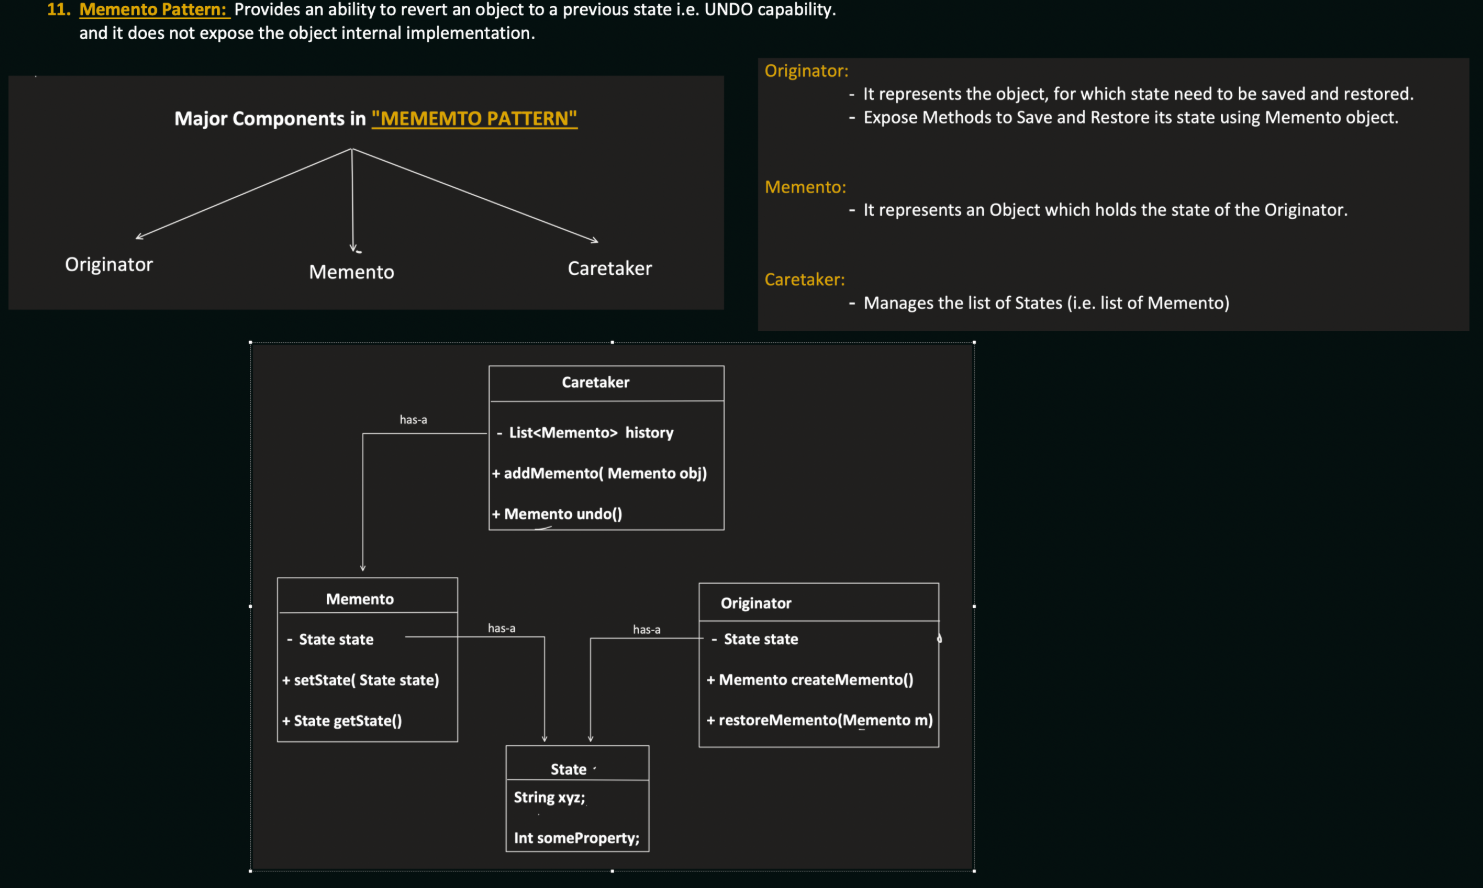 11. Memento Pattern: Provides an ability to revert an object to a previous state i.e. UNDO capability.
and it does not expose the object internal implementation.
Major Components in "MEMEMTO PATTERN"
Originator
Memento
Caretaker
Originator:
- It represents the object, for which state need to be saved and restored.
- Expose Methods to Save and Restore its state using Memento object.
Memento:
- It represents an Object which holds the state of the Originator.
Caretaker:
- Manages the list of States (i.e. list of Memento)
Caretaker
has-a
- List<Memento> history
+ addMemento( Memento obj)
+ Memento undo()
Memento
- State state
+ setState( State state)
+ State getState()
has-a
has-a
Originator
- State state
+ Memento createMemento()
+ restoreMemento(Memento m)
State
String xyz;
Int someProperty;